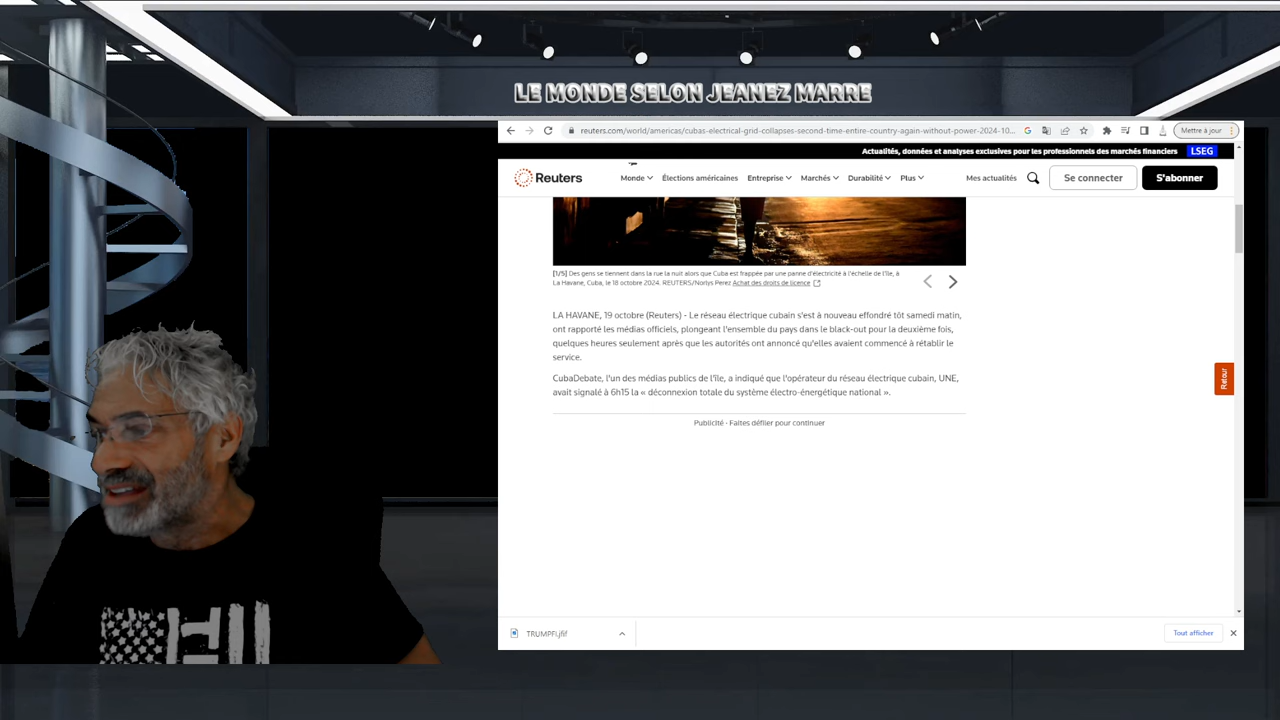 LE MONDE SELON JEANEZ MARRE
reuters.com/world/americas/cubas-electrical-grid-collapses-second-time-entire-country-again-without-power-2024-10...
Mettre à jour
Actualités, données et analyses exclusives pour les professionnels des marchés financiers LSEG
Reuters Monde Élections américaines Entreprise Marchés Durabilité Plus Mes actualités Se connecter S'abonner
[1/5] Des gens se tiennent dans la rue la nuit alors que Cuba est frappée par une panne d'électricité à l'échelle de l'île, à
La Havane, Cuba, le 18 octobre 2024. REUTERS/Norlys Perez Achat des droits de licence
LA HAVANE, 19 octobre (Reuters) - Le réseau électrique cubain s'est à nouveau effondré tôt samedi matin,
ont rapporté les médias officiels, plongeant l'ensemble du pays dans le black-out pour la deuxième fois,
quelques heures seulement après que les autorités ont annoncé qu'elles avaient commencé à rétablir le
service.
Retour
CubaDebate, l'un des médias publics de l'île, a indiqué que l'opérateur du réseau électrique cubain, UNE,
avait signalé à 6h15 la « déconnexion totale du système électro-énergétique national ».
Publicité · Faites défiler pour continuer
TRUMPFI.jfif
Tout afficher